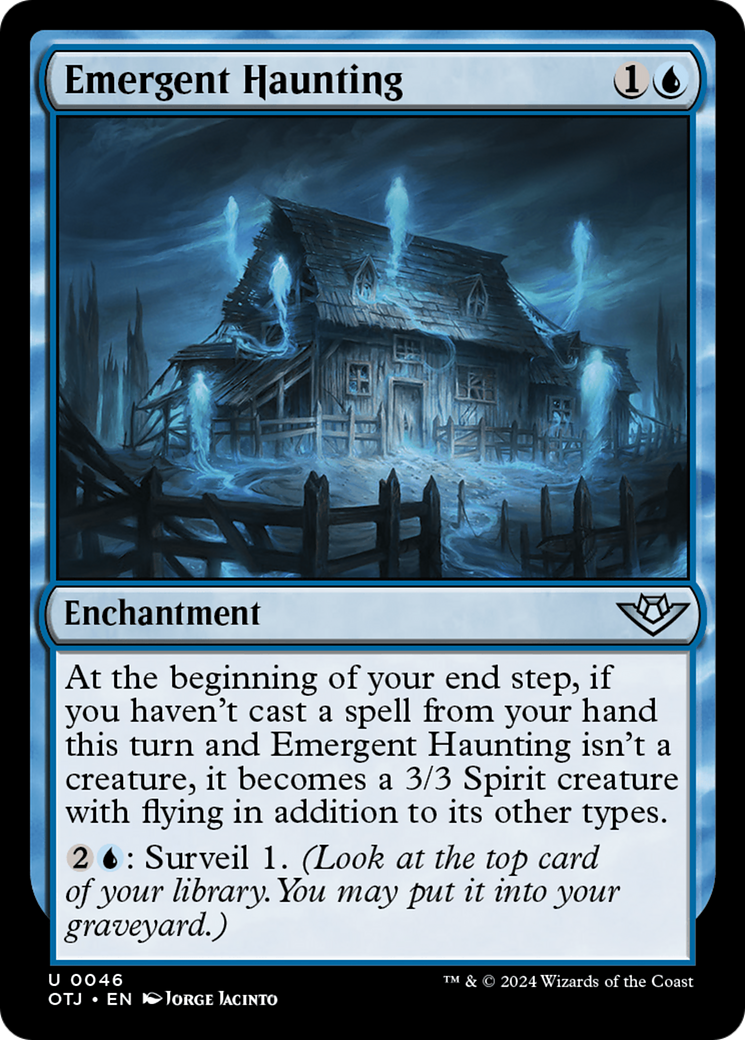 Emergent Haunting 1
Enchantment
At the beginning of your end step, if
you haven't cast a spell from your hand
this turn and Emergent Haunting isn't a
creature, it becomes a 3/3 Spirit creature
with flying in addition to its other types.
2 : Surveil 1. (Look at the top card
of your library. You may put it into your
graveyard.)
U 0046
OTJ • EN Jorge Jacinto
™ & © 2024 Wizards of the Coast